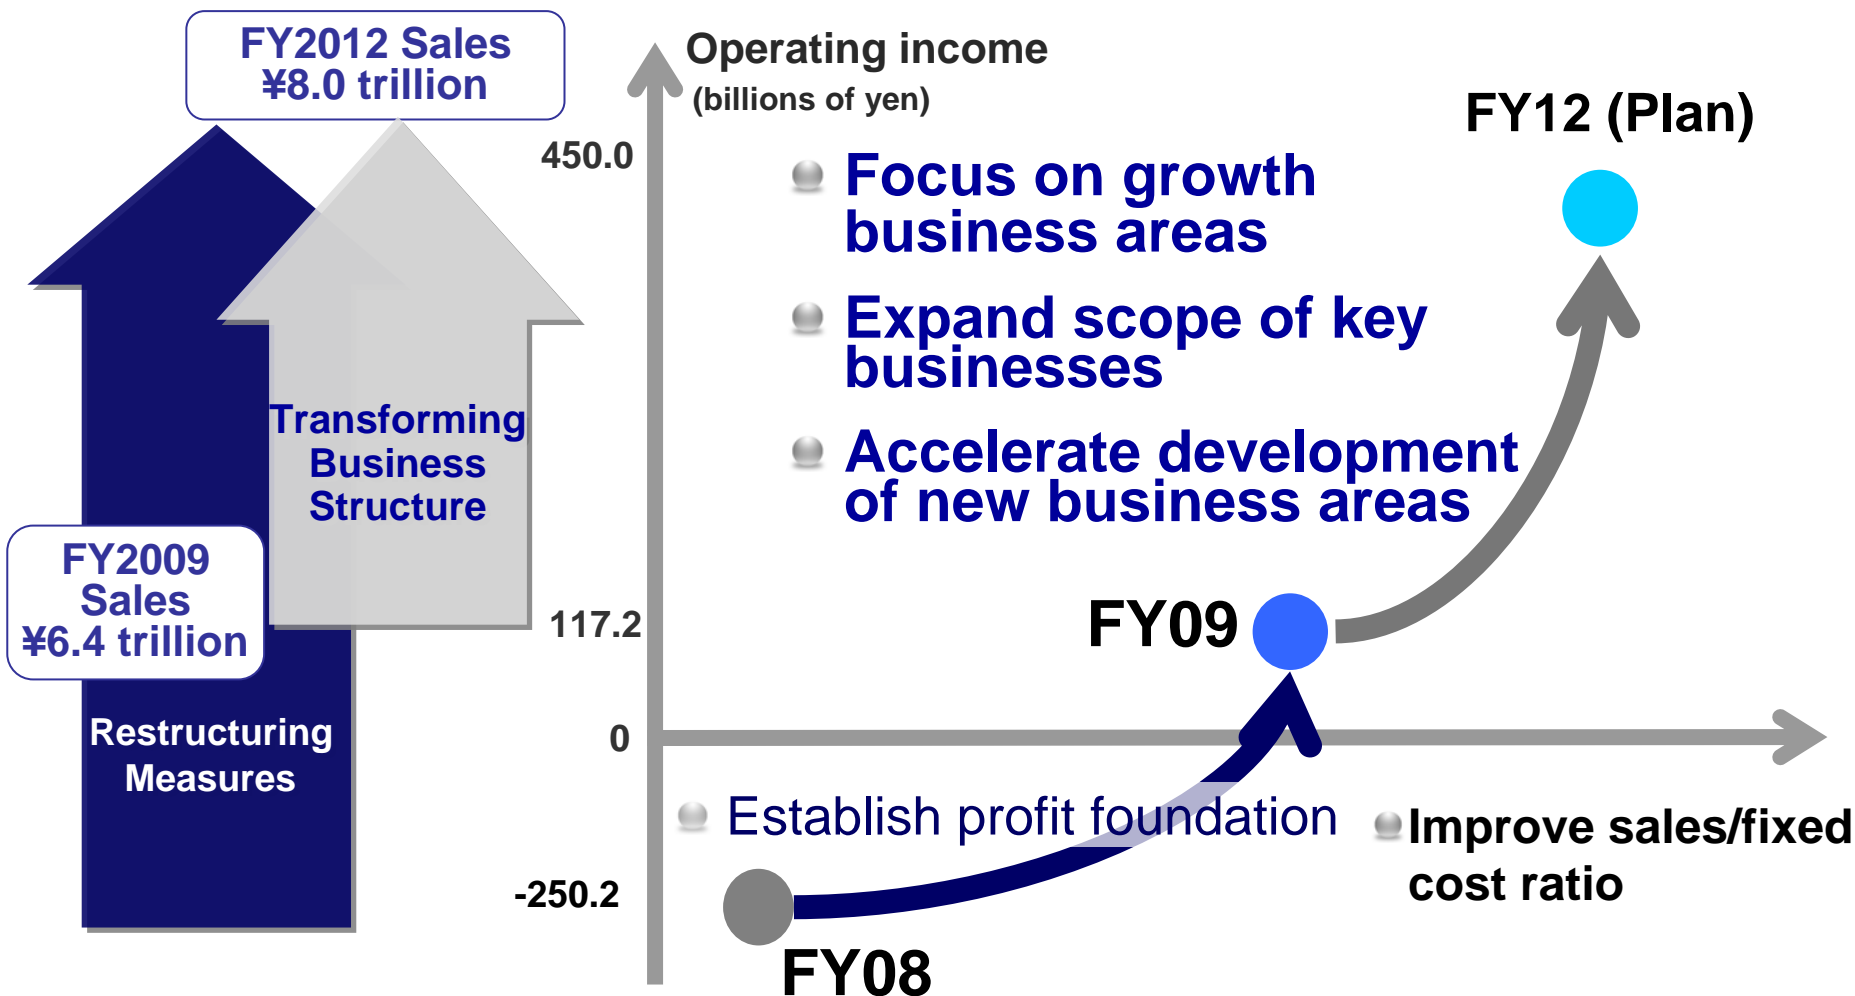 FY2012 Sales
¥8.0 trillion
Transforming
Business
Structure
FY2009
Sales
¥6.4 trillion
Restructuring
Measures
Operating income
(billions of yen)
450.0
117.2
0
-250.2
FY12 (Plan)
Focus on growth
business areas
Expand scope of key
businesses
Accelerate development
of new business areas
FY09
Establish profit foundation
Improve sales/fixed
cost ratio
FY08